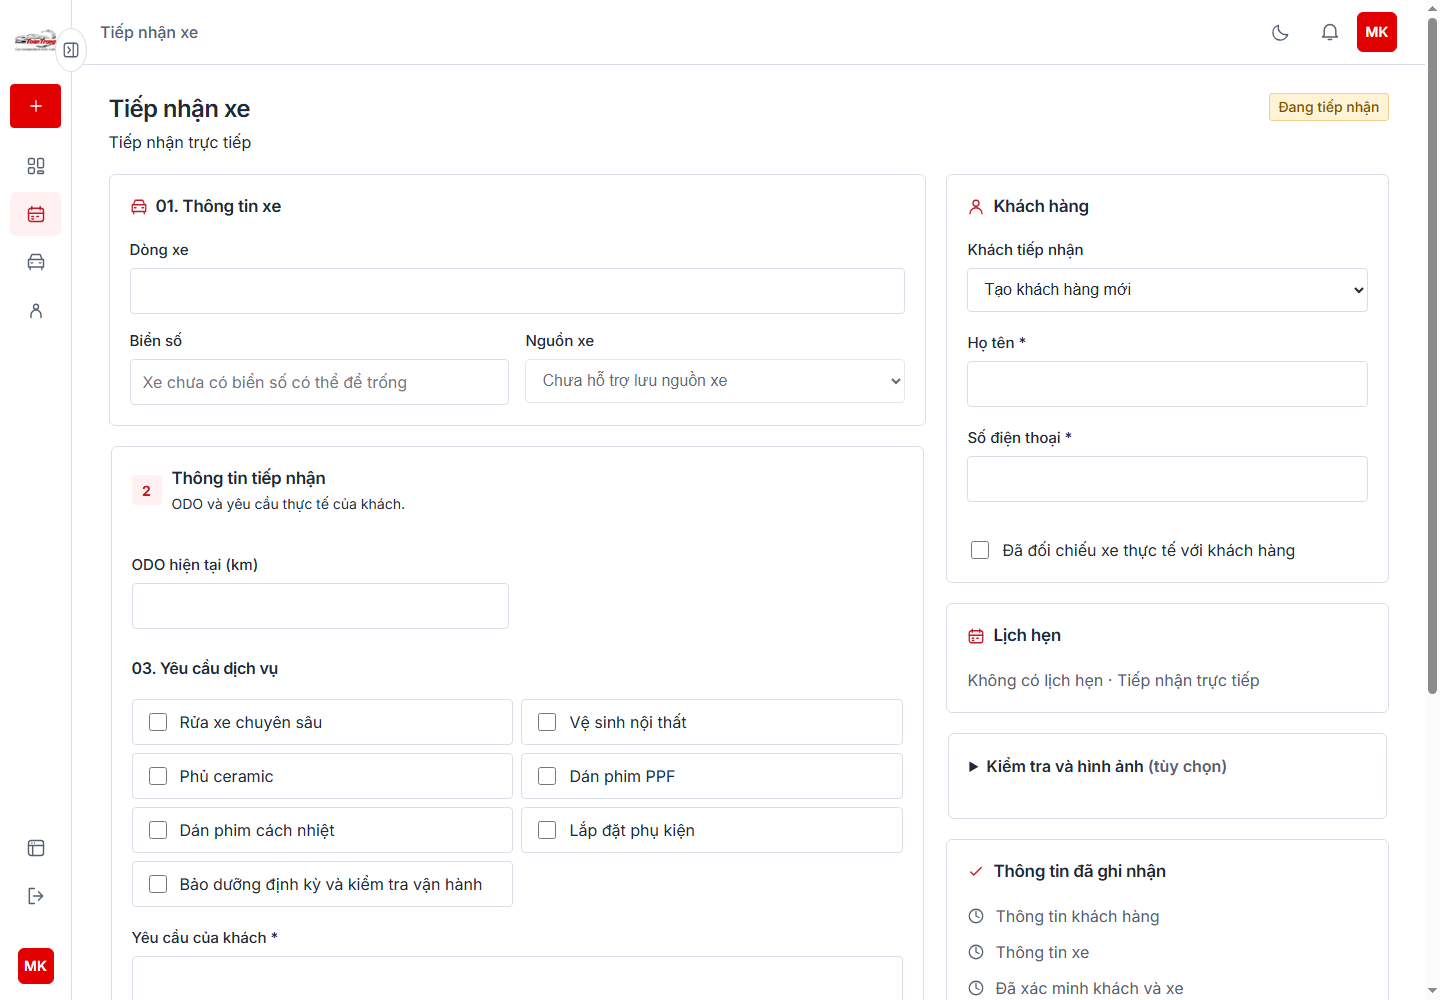 Tiếp nhận xe
MK
Tiếp nhận xe
Đang tiếp nhận
Tiếp nhận trực tiếp
01. Thông tin xe
Dòng xe
Biển số
Nguồn xe
Xe chưa có biển số có thể để trống
Chưa hỗ trợ lưu nguồn xe
2
Thông tin tiếp nhận
ODO và yêu cầu thực tế của khách.
ODO hiện tại (km)
03. Yêu cầu dịch vụ
Rửa xe chuyên sâu
Vệ sinh nội thất
Phủ ceramic
Dán phim PPF
Dán phim cách nhiệt
Lắp đặt phụ kiện
Bảo dưỡng định kỳ và kiểm tra vận hành
Yêu cầu của khách *
Khách hàng
Khách tiếp nhận
Tạo khách hàng mới
Họ tên *
Số điện thoại *
Đã đối chiếu xe thực tế với khách hàng
Lịch hẹn
Không có lịch hẹn · Tiếp nhận trực tiếp
Kiểm tra và hình ảnh (tùy chọn)
Thông tin đã ghi nhận
Thông tin khách hàng
Thông tin xe
Đã xác minh khách và xe
MK